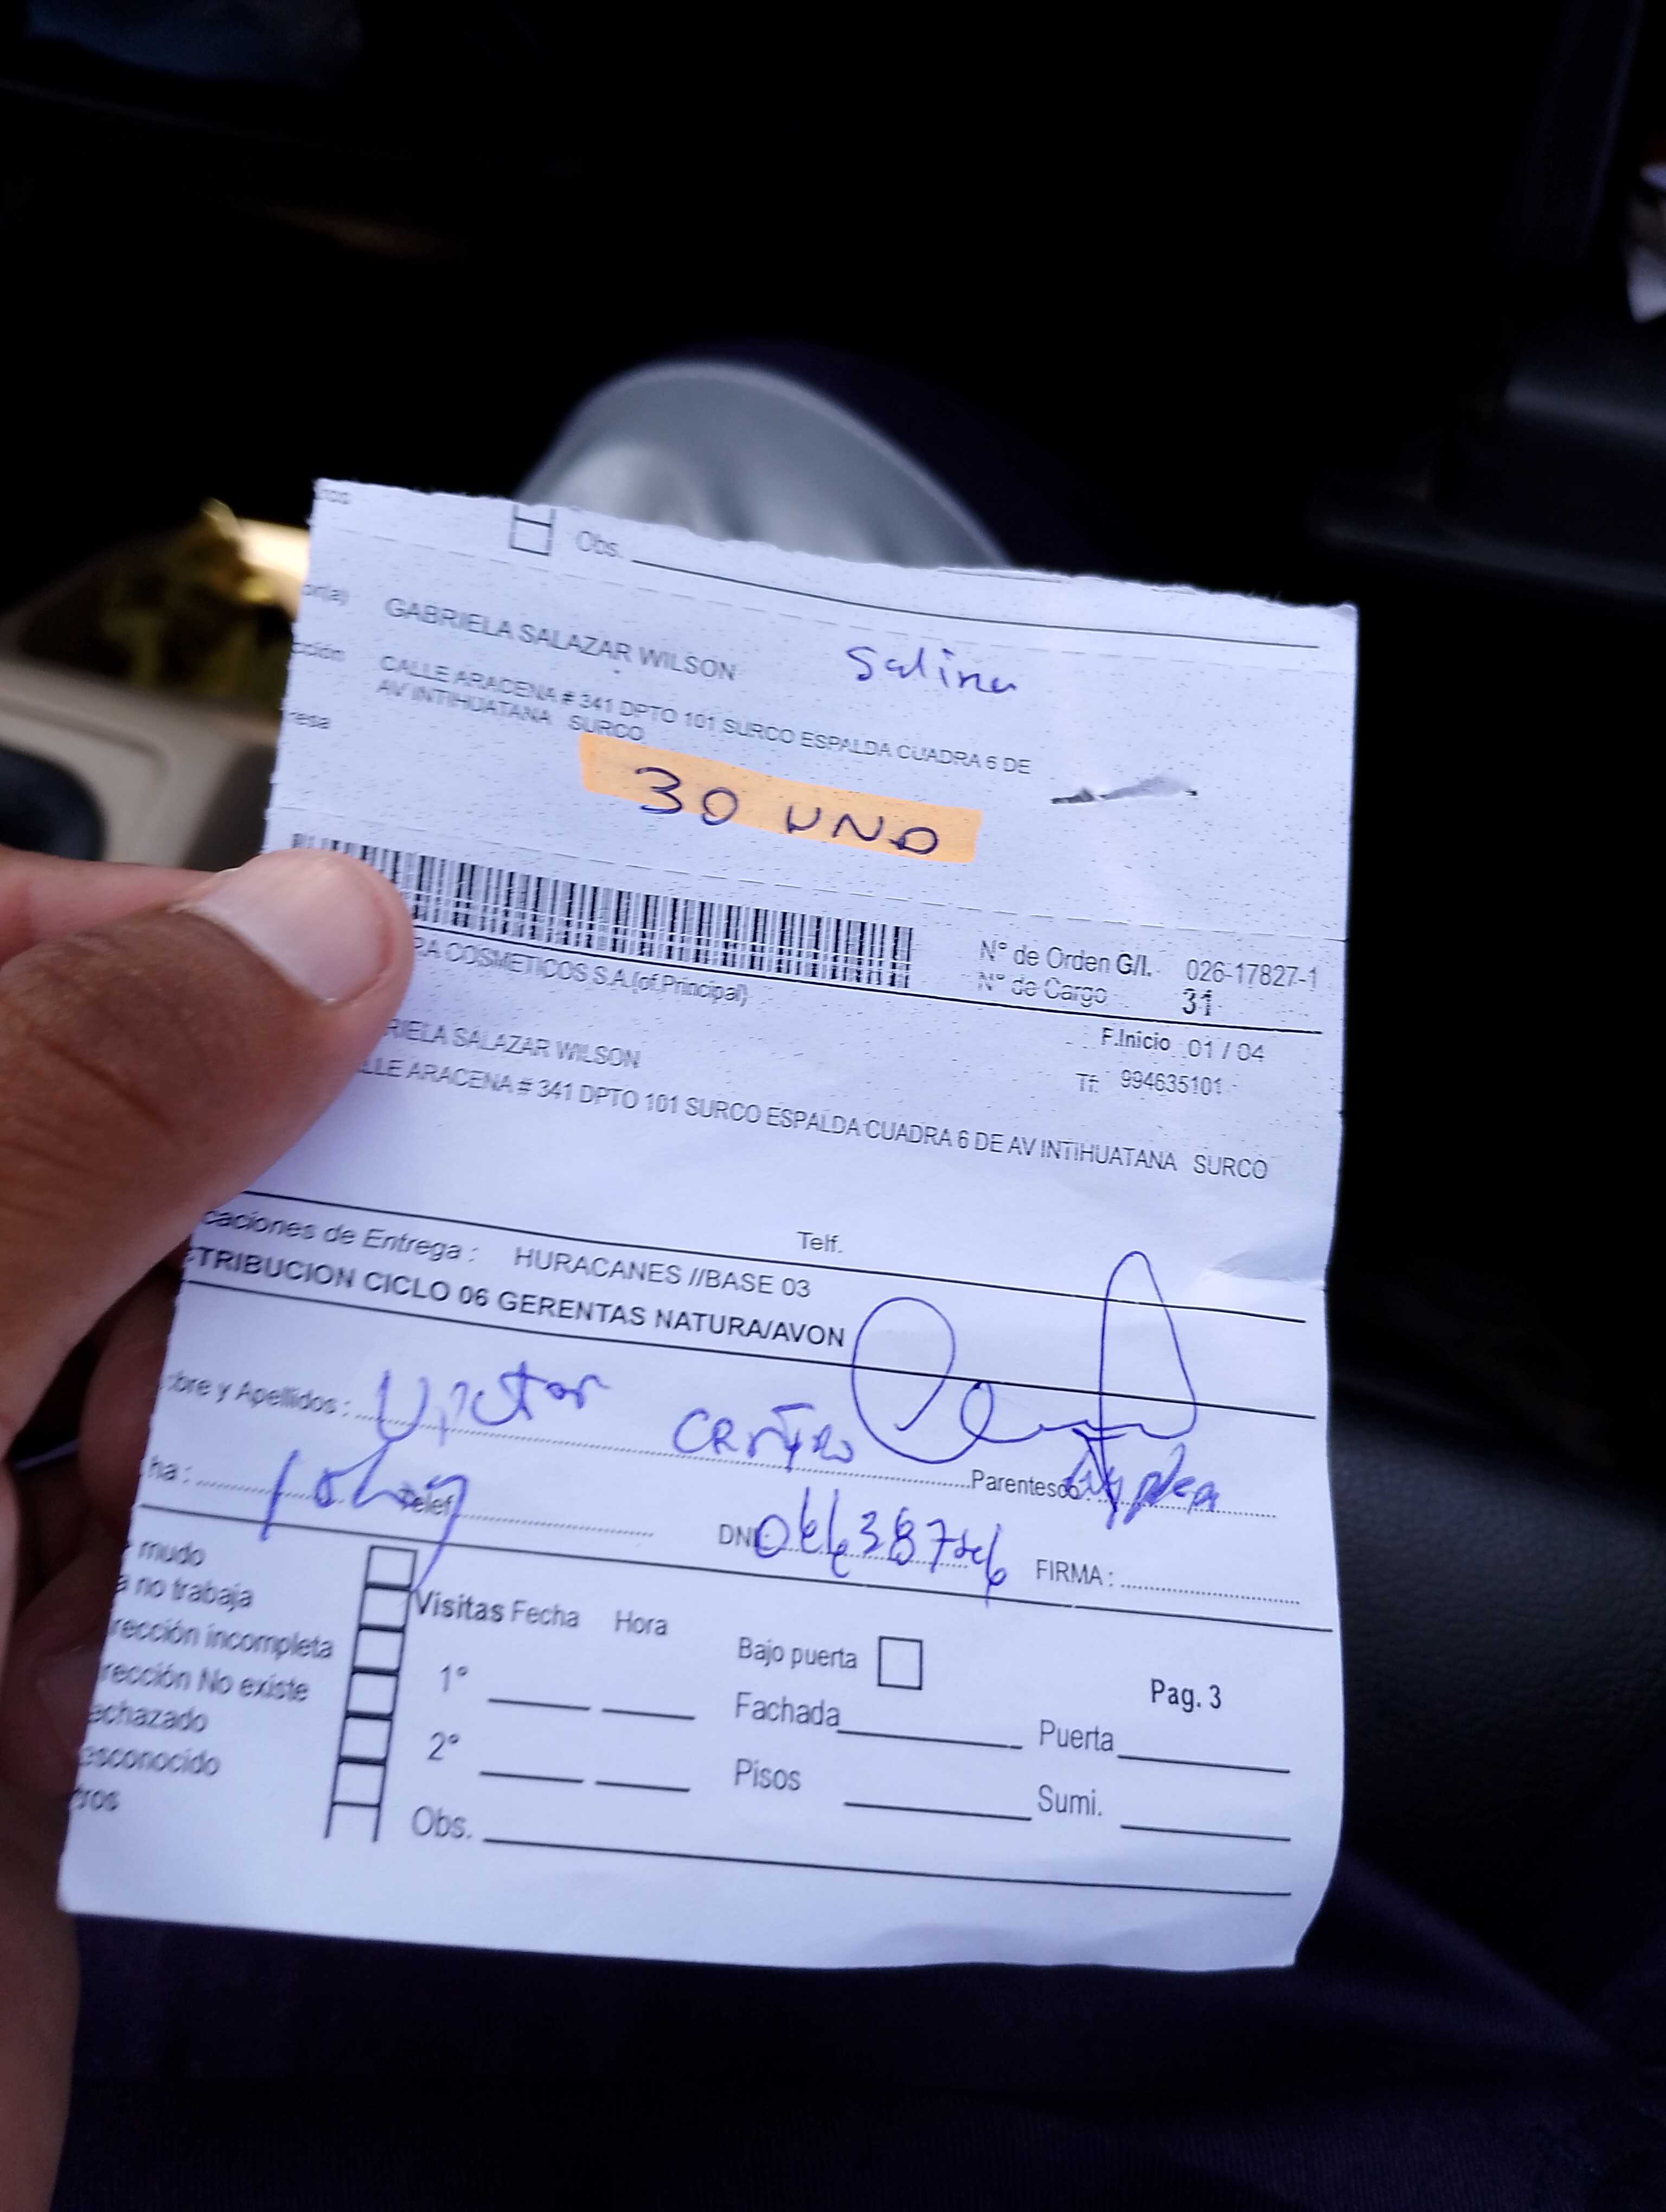 Obs.
or(a) GABRIELA SALAZAR WILSON Salina
cción CALLE ARACENA # 341 DPTO 101 SURCO ESPALDA CUADRA 6 DE
AV INTIHUATANA SURCO
resa
30 UNO
N° de Orden G/I. 026-17827-1
N° de Cargo 31
RA COSMETICOS S.A.(of.Principal)
F.Inicio 01 / 04
RIELA SALAZAR WILSON
Tf: 994635101
LLE ARACENA # 341 DPTO 101 SURCO ESPALDA CUADRA 6 DE AV INTIHUATANA SURCO
Telf.
caciones de Entrega : HURACANES //BASE 03
TRIBUCION CICLO 06 GERENTAS NATURA/AVON
bre y Apellidos : Victor
Parentesco :
ha : Telef.
DNI: FIRMA :
mudo
a no trabaja Visitas Fecha Hora
rección incompleta Bajo puerta
rección No existe 1° Pag. 3
echazado Fachada Puerta
esconocido 2° Pisos Sumi.
tros Obs.